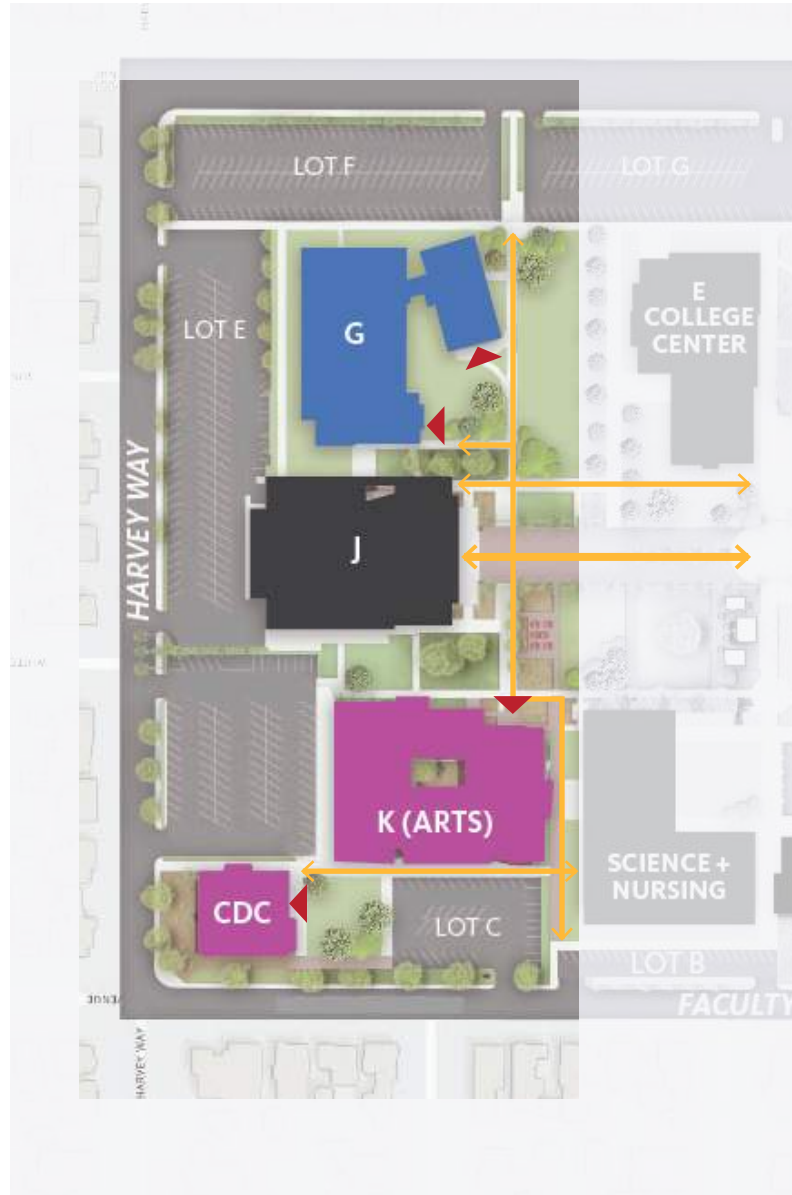 LOT F
LOT G
LOT E
G
E
COLLEGE
CENTER
HARVEY WAY
J
K (ARTS)
SCIENCE +
NURSING
CDC
LOT C
LOT B
FACULTY
HARVEY WAY